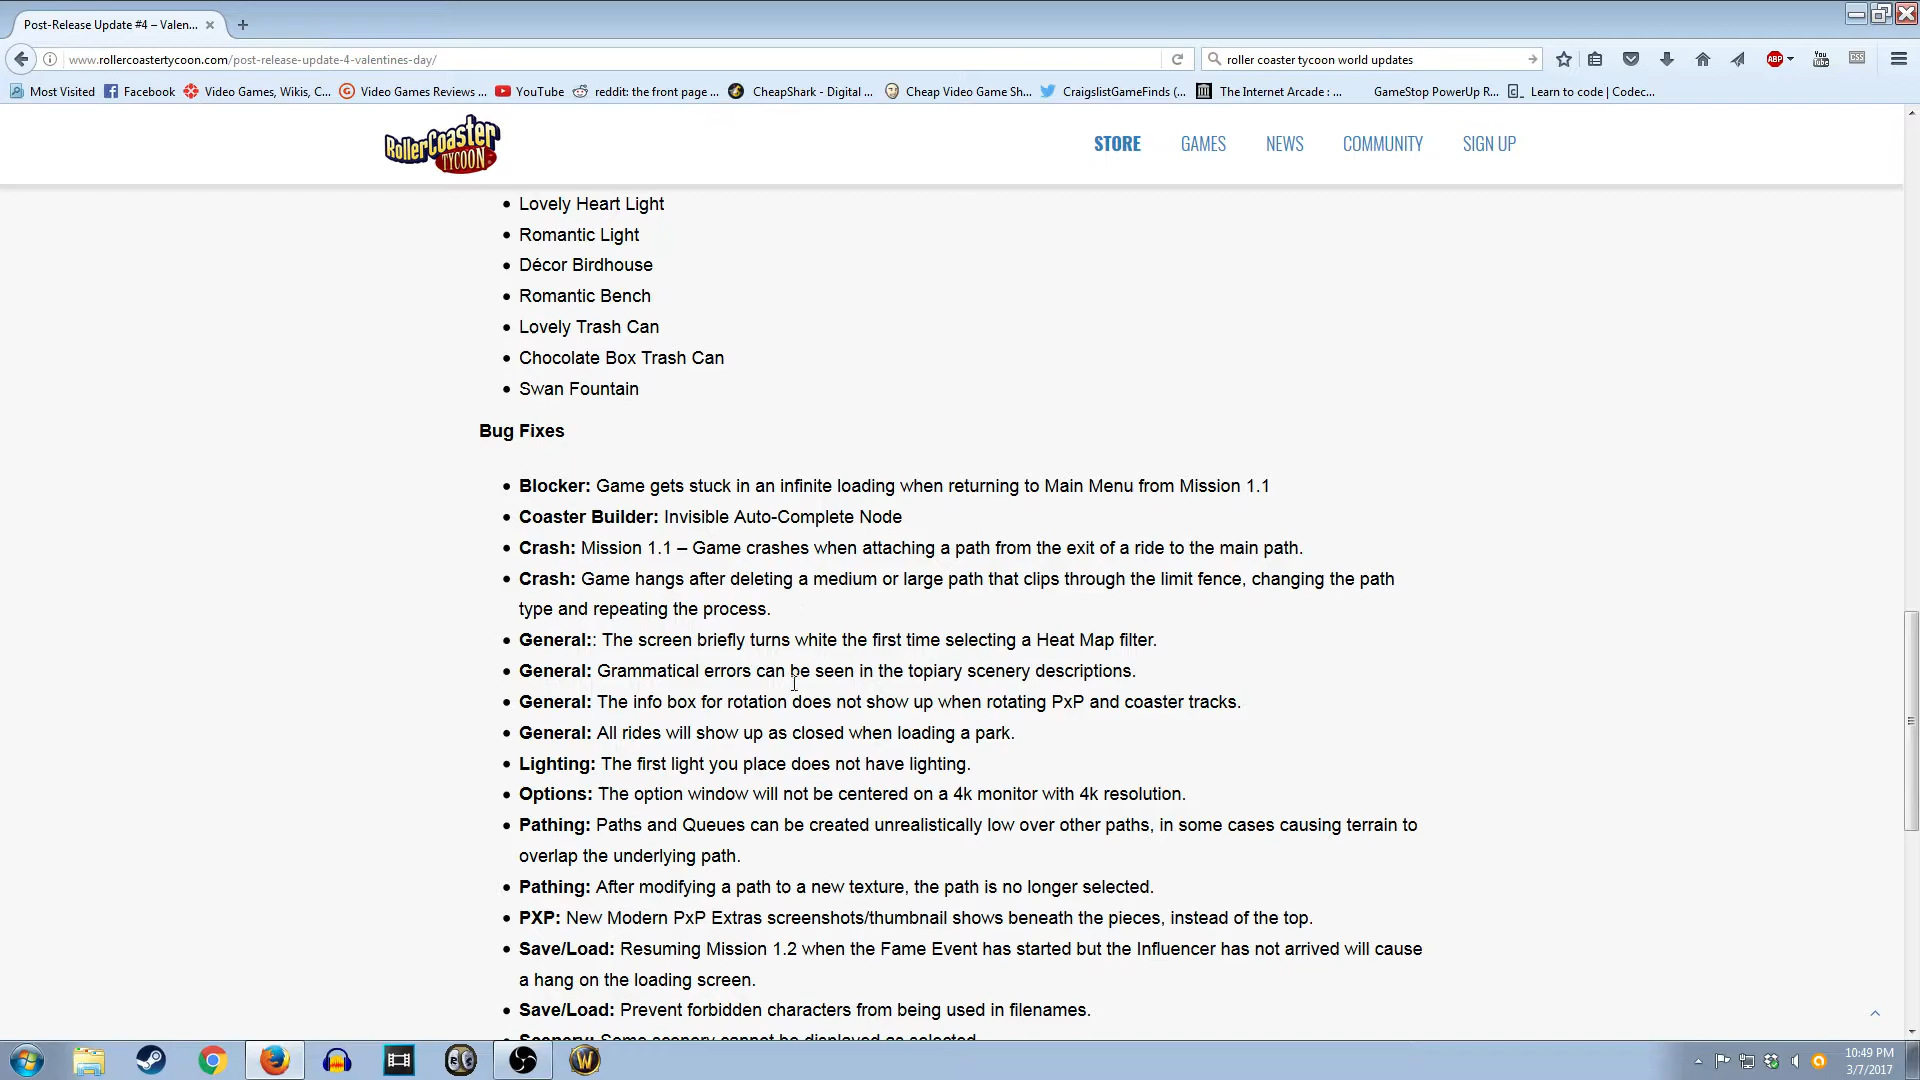 Post-Release Update #4 – Valen...
www.rollercoastertycoon.com/post-release-update-4-valentines-day/
roller coaster tycoon world updates
ABP
You Tube
CSS
Most Visited
Facebook
Video Games, Wikis, C...
Video Games Reviews ...
YouTube
reddit: the front page ...
CheapShark - Digital ...
Cheap Video Game Sh...
CraigslistGameFinds (...
The Internet Arcade : ...
GameStop PowerUp R...
Learn to code | Codec...
RollerCoaster TYCOON
STORE
GAMES
NEWS
COMMUNITY
SIGN UP
Lovely Heart Light
Romantic Light
Décor Birdhouse
Romantic Bench
Lovely Trash Can
Chocolate Box Trash Can
Swan Fountain
Bug Fixes
Blocker: Game gets stuck in an infinite loading when returning to Main Menu from Mission 1.1
Coaster Builder: Invisible Auto-Complete Node
Crash: Mission 1.1 – Game crashes when attaching a path from the exit of a ride to the main path.
Crash: Game hangs after deleting a medium or large path that clips through the limit fence, changing the path
type and repeating the process.
General:: The screen briefly turns white the first time selecting a Heat Map filter.
General: Grammatical errors can be seen in the topiary scenery descriptions.
General: The info box for rotation does not show up when rotating PxP and coaster tracks.
General: All rides will show up as closed when loading a park.
Lighting: The first light you place does not have lighting.
Options: The option window will not be centered on a 4k monitor with 4k resolution.
Pathing: Paths and Queues can be created unrealistically low over other paths, in some cases causing terrain to
overlap the underlying path.
Pathing: After modifying a path to a new texture, the path is no longer selected.
PXP: New Modern PxP Extras screenshots/thumbnail shows beneath the pieces, instead of the top.
Save/Load: Resuming Mission 1.2 when the Fame Event has started but the Influencer has not arrived will cause
a hang on the loading screen.
Save/Load: Prevent forbidden characters from being used in filenames.
Scenery: Some scenery cannot be displayed as selected.
10:49 PM
3/7/2017